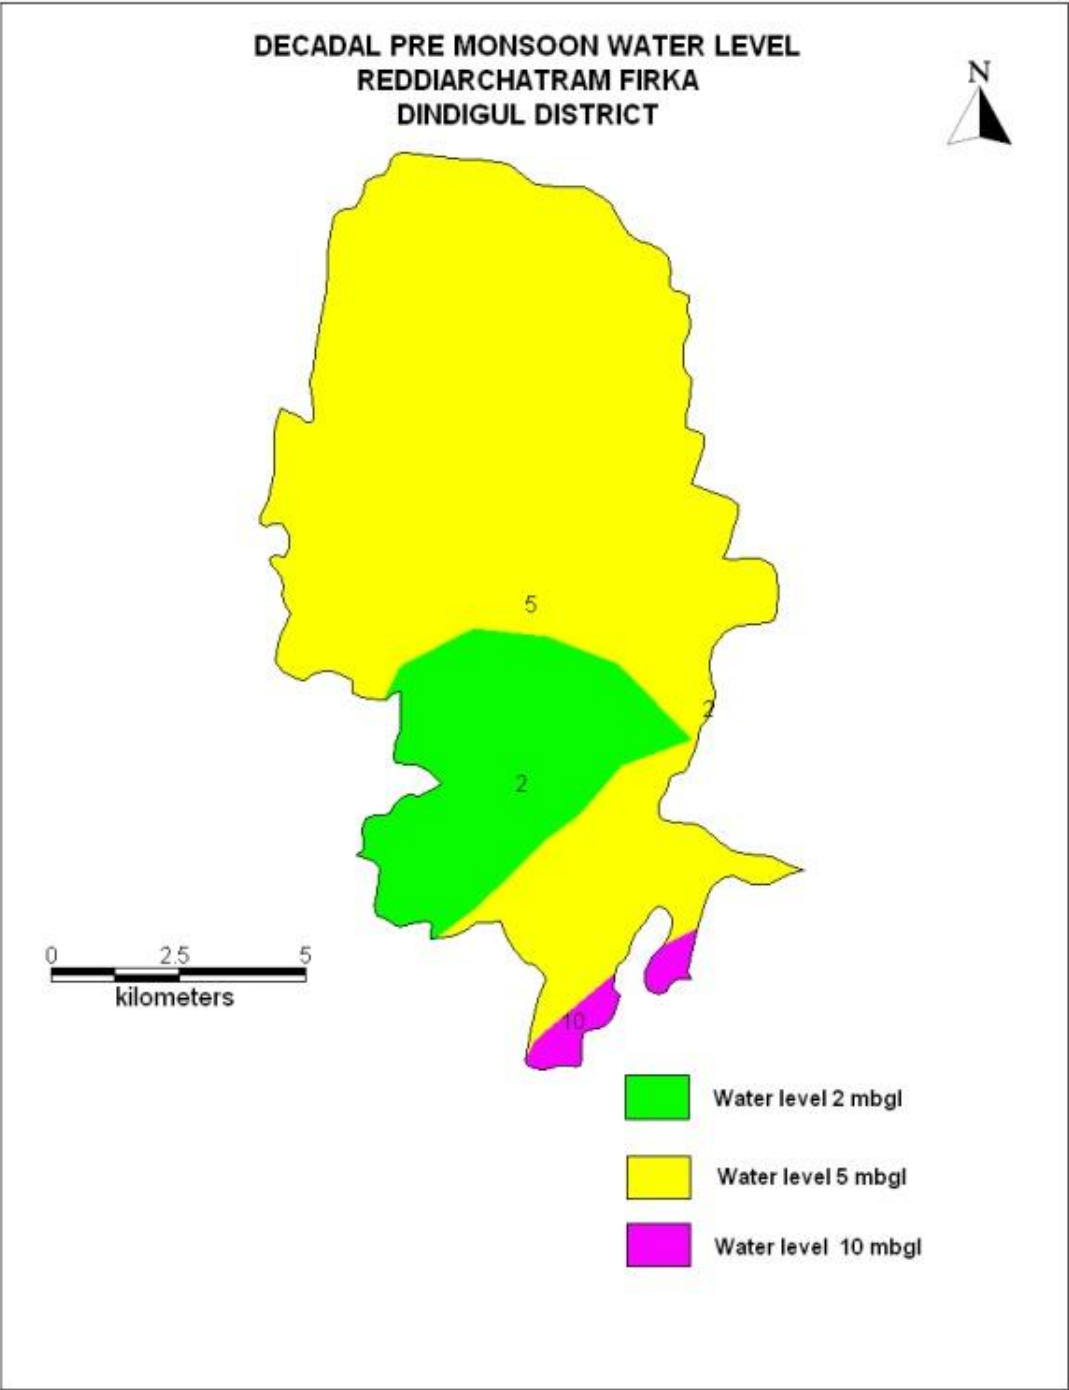 DECADAL PRE MONSOON WATER LEVEL
REDDIARCHATRAM FIRKA
DINDIGUL DISTRICT
N
5
2
2
0 2.5 5
kilometers
10
Water level 2 mbgl
Water level 5 mbgl
Water level 10 mbgl